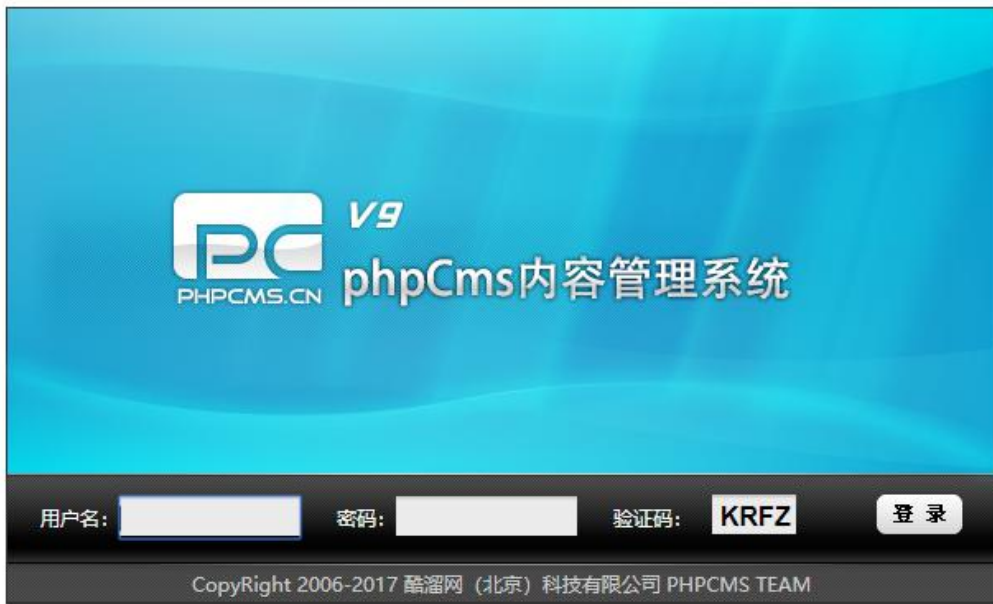 V9
PC
PHPCMS.CN
phpCms内容管理系统
用户名: 密码: 验证码: KRFZ 登 录
CopyRight 2006-2017 酷溜网（北京）科技有限公司 PHPCMS TEAM